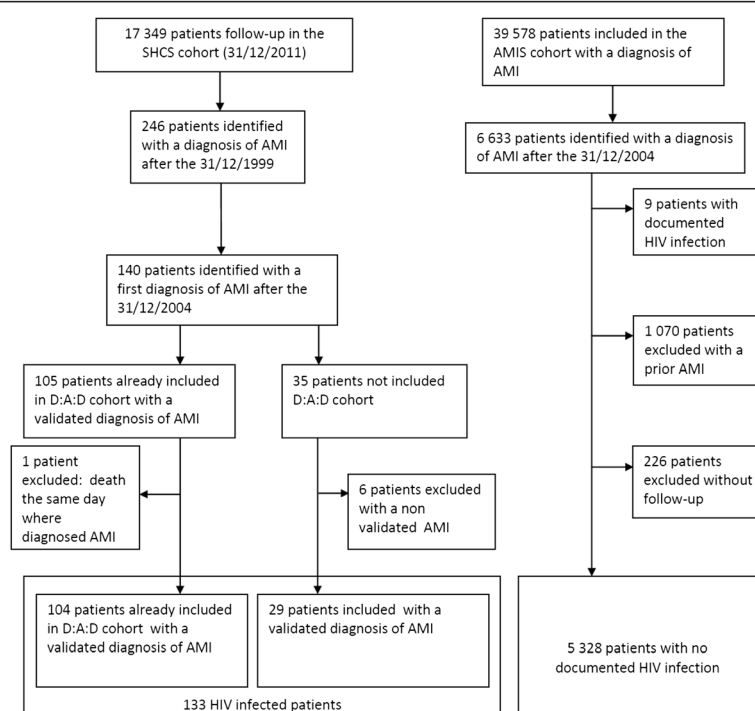 17 349 patients follow-up in the
SHCS cohort (31/12/2011)
246 patients identified
with a diagnosis of AMI
after the 31/12/1999
140 patients identified with a
first diagnosis of AMI after the
31/12/2004
105 patients already included
in D:A:D cohort with a
validated diagnosis of AMI
35 patients not included
D:A:D cohort
1 patient
excluded: death
the same day
where
diagnosed AMI
6 patients excluded
with a non
validated AMI
104 patients already included
in D:A:D cohort with a
validated diagnosis of AMI
29 patients included with a
validated diagnosis of AMI
133 HIV infected patients
39 578 patients included in the
AMIS cohort with a diagnosis of
AMI
6 633 patients identified with a diagnosis
of AMI after the 31/12/2004
9 patients with
documented
HIV infection
1 070 patients
excluded with a
prior AMI
226 patients
excluded without
follow-up
5 328 patients with no
documented HIV infection